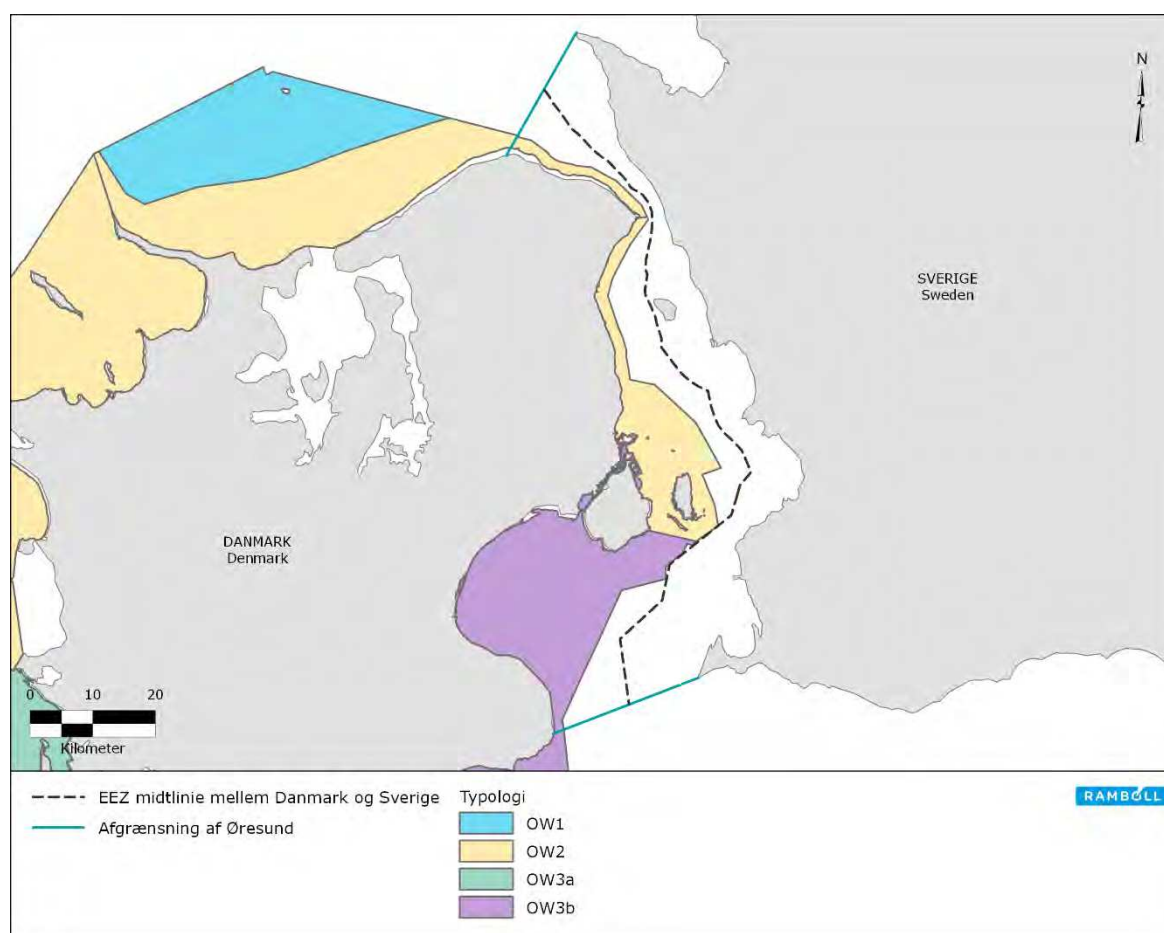 N
SVERIGE
Sweden
DANMARK
Denmark
0 10 20
Kilometer
EEZ midtlinie mellem Danmark og Sverige
Afgrænsning af Øresund
Typologi
OW1
OW2
OW3a
OW3b
RAMBOLL